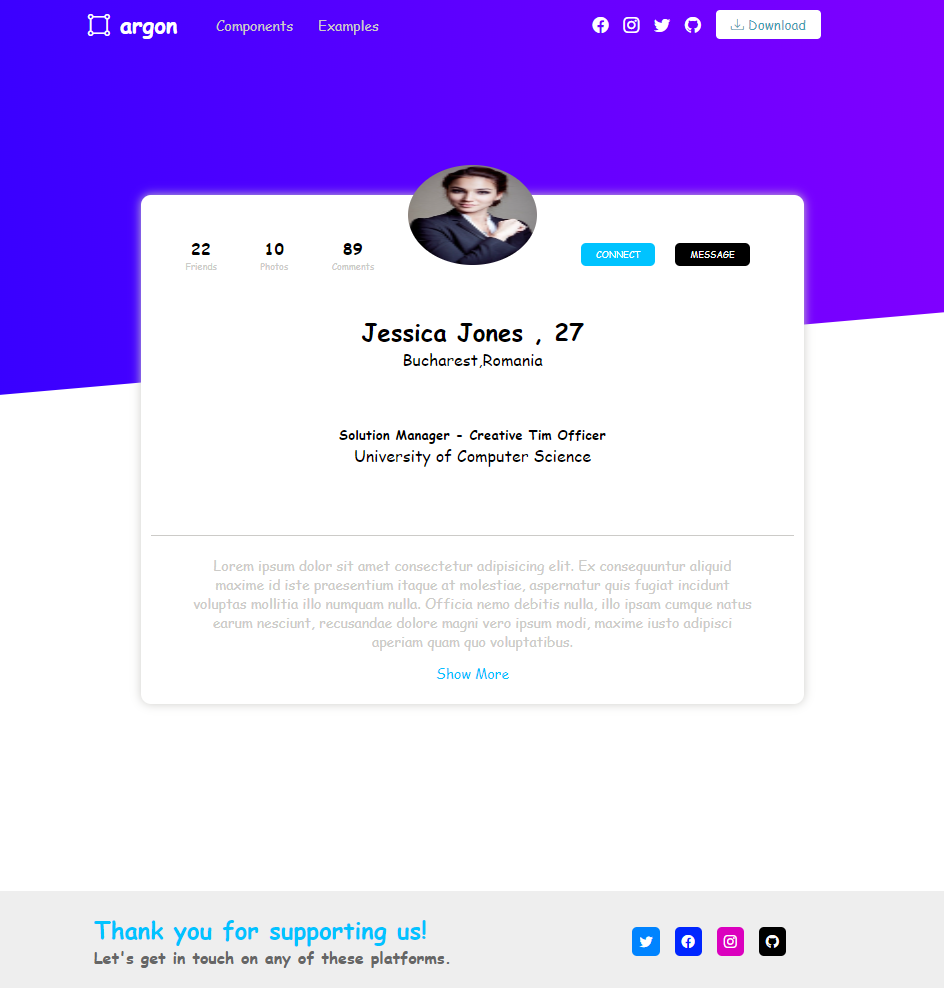 argon
Components
Examples
Download
22
Friends
10
Photos
89
Comments
CONNECT
MESSAGE
Jessica Jones , 27
Bucharest,Romania
Solution Manager - Creative Tim Officer
University of Computer Science
Lorem ipsum dolor sit amet consectetur adipisicing elit. Ex consequuntur aliquid
maxime id iste praesentium itaque at molestiae, aspernatur quis fugiat incidunt
voluptas mollitia illo numquam nulla. Officia nemo debitis nulla, illo ipsam cumque natus
earum nesciunt, recusandae dolore magni vero ipsum modi, maxime iusto adipisci
aperiam quam quo voluptatibus.
Show More
Thank you for supporting us!
Let's get in touch on any of these platforms.